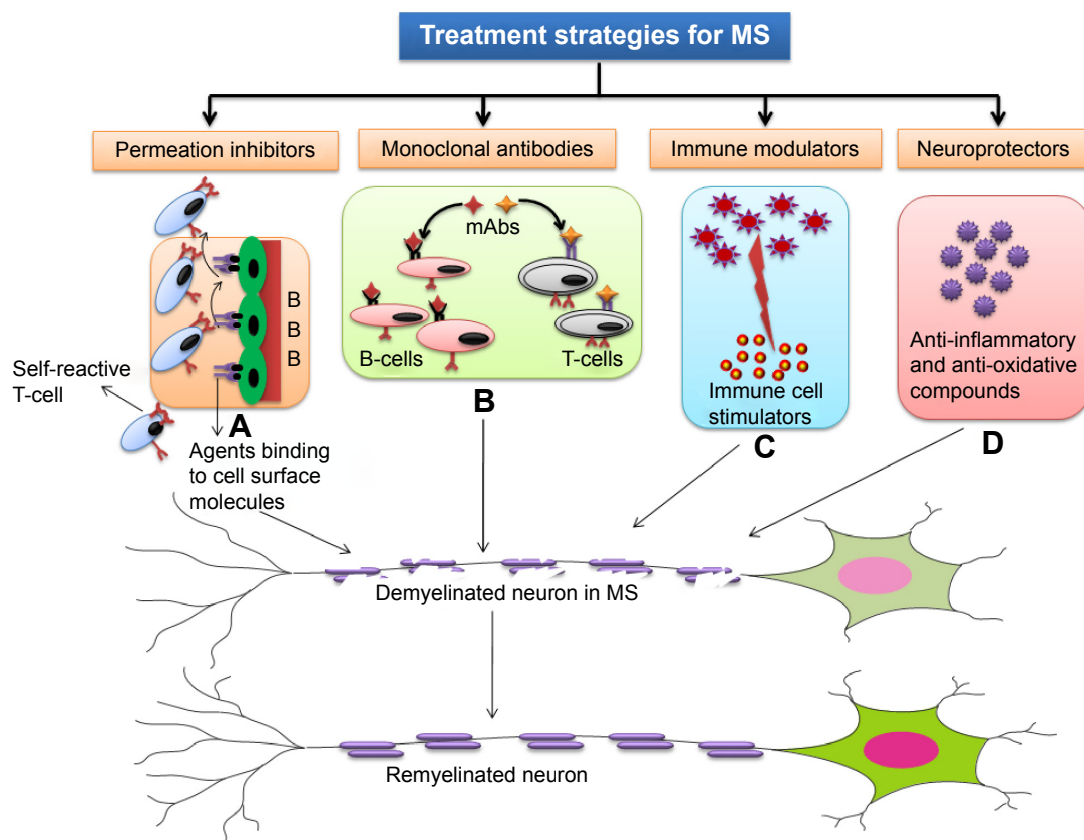 Treatment strategies for MS
Permeation inhibitors
Monoclonal antibodies
Immune modulators
Neuroprotectors
B
B
B
Self-reactive
T-cell
A
Agents binding
to cell surface
molecules
mAbs
B-cells
T-cells
B
Immune cell
stimulators
C
Anti-inflammatory
and anti-oxidative
compounds
D
Demyelinated neuron in MS
Remyelinated neuron